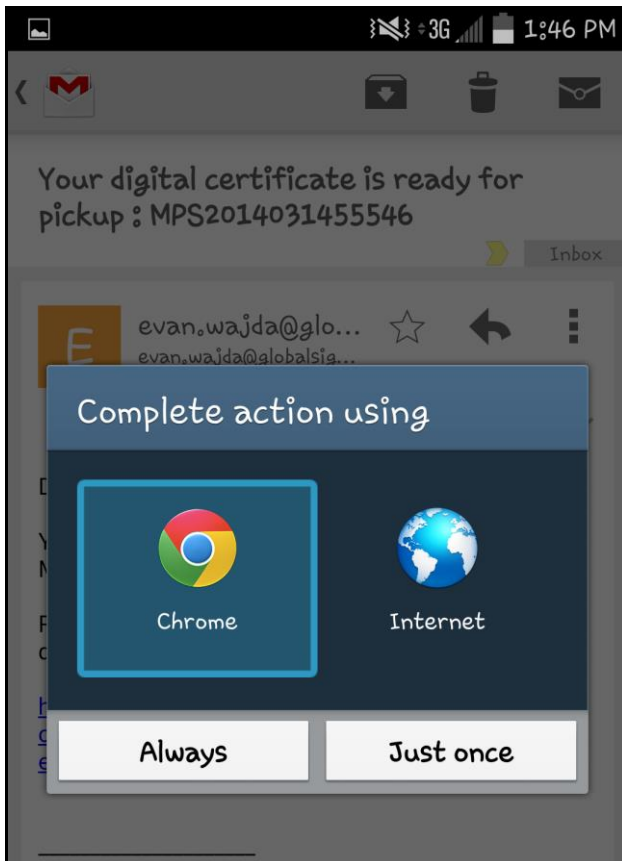 3G 1:46 PM
Your digital certificate is ready for
pickup : MPS2014031455546
Inbox
E
evan.wajda@glo...
evan.wajda@globalsig...
Complete action using
Chrome
Internet
Always
Just once